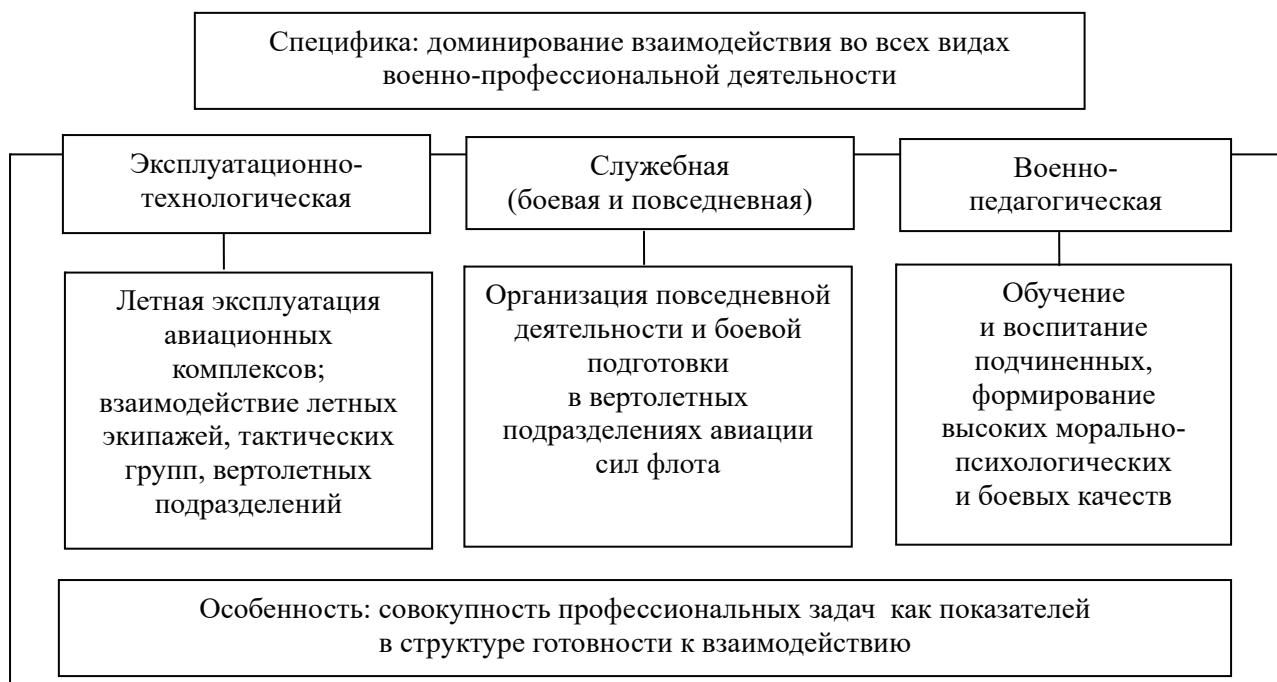 Специфика: доминирование взаимодействия во всех видах
военно-профессиональной деятельности
Эксплуатационно-
технологическая
Служебная
(боевая и повседневная)
Военно-
педагогическая
Летная эксплуатация
авиационных
комплексов;
взаимодействие летных
экипажей, тактических
групп, вертолетных
подразделений
Организация повседневной
деятельности и боевой
подготовки
в вертолетных
подразделениях авиации
сил флота
Обучение
и воспитание
подчиненных,
формирование
высоких морально-
психологических
и боевых качеств
Особенность: совокупность профессиональных задач как показателей
в структуре готовности к взаимодействию